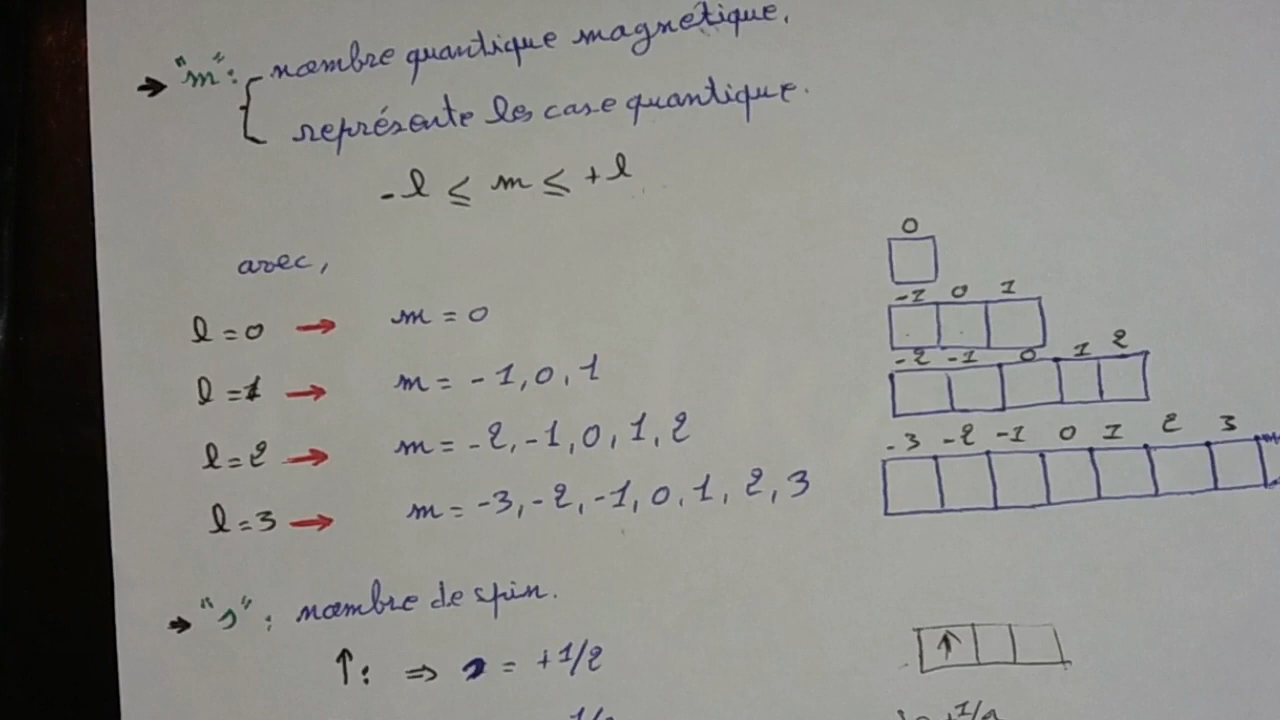 → "m": nombre quantique magnétique.
représente les case quantique.
-l ≤ m ≤ +l
avec,
l=0 → m = 0
0
l=1 → m = -1,0,1
-1 0 1
l=2 → m = -2,-1,0,1,2
-2 -1 0 1 2
l=3 → m = -3,-2,-1,0,1,2,3
-3 -2 -1 0 1 2 3
→ "s": nombre de spin.
↑: ⇒ s = +1/2
↑